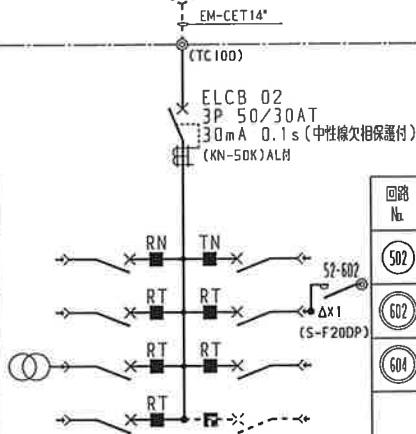 EM-CET14°
(TC100)
ELCB 02
3P 50/30AT
30mA 0.1s(中性線欠相保護付)
(KN-50K)AL付
回路
No.
RN TN
502
52-602
RT RT
Δx1
602
(S-F20DP)
RT RT
604
RT